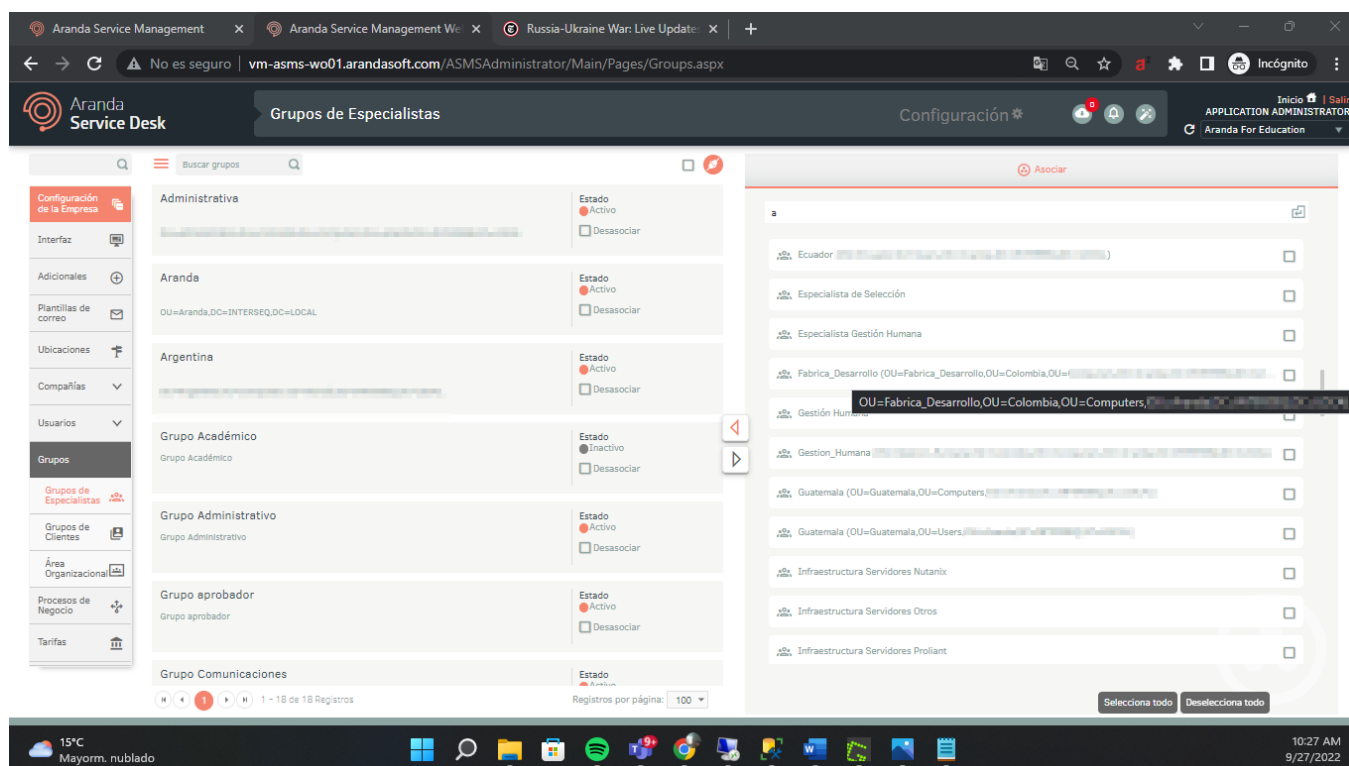 Aranda Service Management
Aranda Service Management We
Russia-Ukraine War: Live Update
No es seguro
vm-asms-wo01.arandasoft.com/ASMSAdministrator/Main/Pages/Groups.aspx
Incógnito
Aranda
Service Desk
Grupos de Especialistas
Configuración
0
Inicio | Salir
APPLICATION ADMINISTRATOR
Aranda For Education
Configuración
de la Empresa
Interfaz
Adicionales
Plantillas de
correo
Ubicaciones
Compañías
Usuarios
Grupos
Grupos de
Especialistas
Grupos de
Clientes
Área
Organizacional
Procesos de
Negocio
Tarifas
Buscar grupos
Administrativa
Estado
Activo
Desasociar
Aranda
OU=Aranda,DC=INTERSEQ,DC=LOCAL
Estado
Activo
Desasociar
Argentina
Estado
Activo
Desasociar
Grupo Académico
Grupo Académico
Estado
Inactivo
Desasociar
Grupo Administrativo
Grupo Administrativo
Estado
Activo
Desasociar
Grupo aprobador
Grupo aprobador
Estado
Activo
Desasociar
Grupo Comunicaciones
Estado
Activo
1
1 - 18 de 18 Registros
Registros por página: 100
Asociar
a
Ecuador
Especialista de Selección
Especialista Gestión Humana
Fabrica_Desarrollo (OU=Fabrica_Desarrollo,OU=Colombia,OU=
OU=Fabrica_Desarrollo,OU=Colombia,OU=Computers,
Gestión Humana
Gestion_Humana
Guatemala (OU=Guatemala,OU=Computers,
Guatemala (OU=Guatemala,OU=Users,
Infraestructura Servidores Nutanix
Infraestructura Servidores Otros
Infraestructura Servidores Proliant
Selecciona todo
Deselecciona todo
15°C
Mayorm. nublado
9+
10:27 AM
9/27/2022